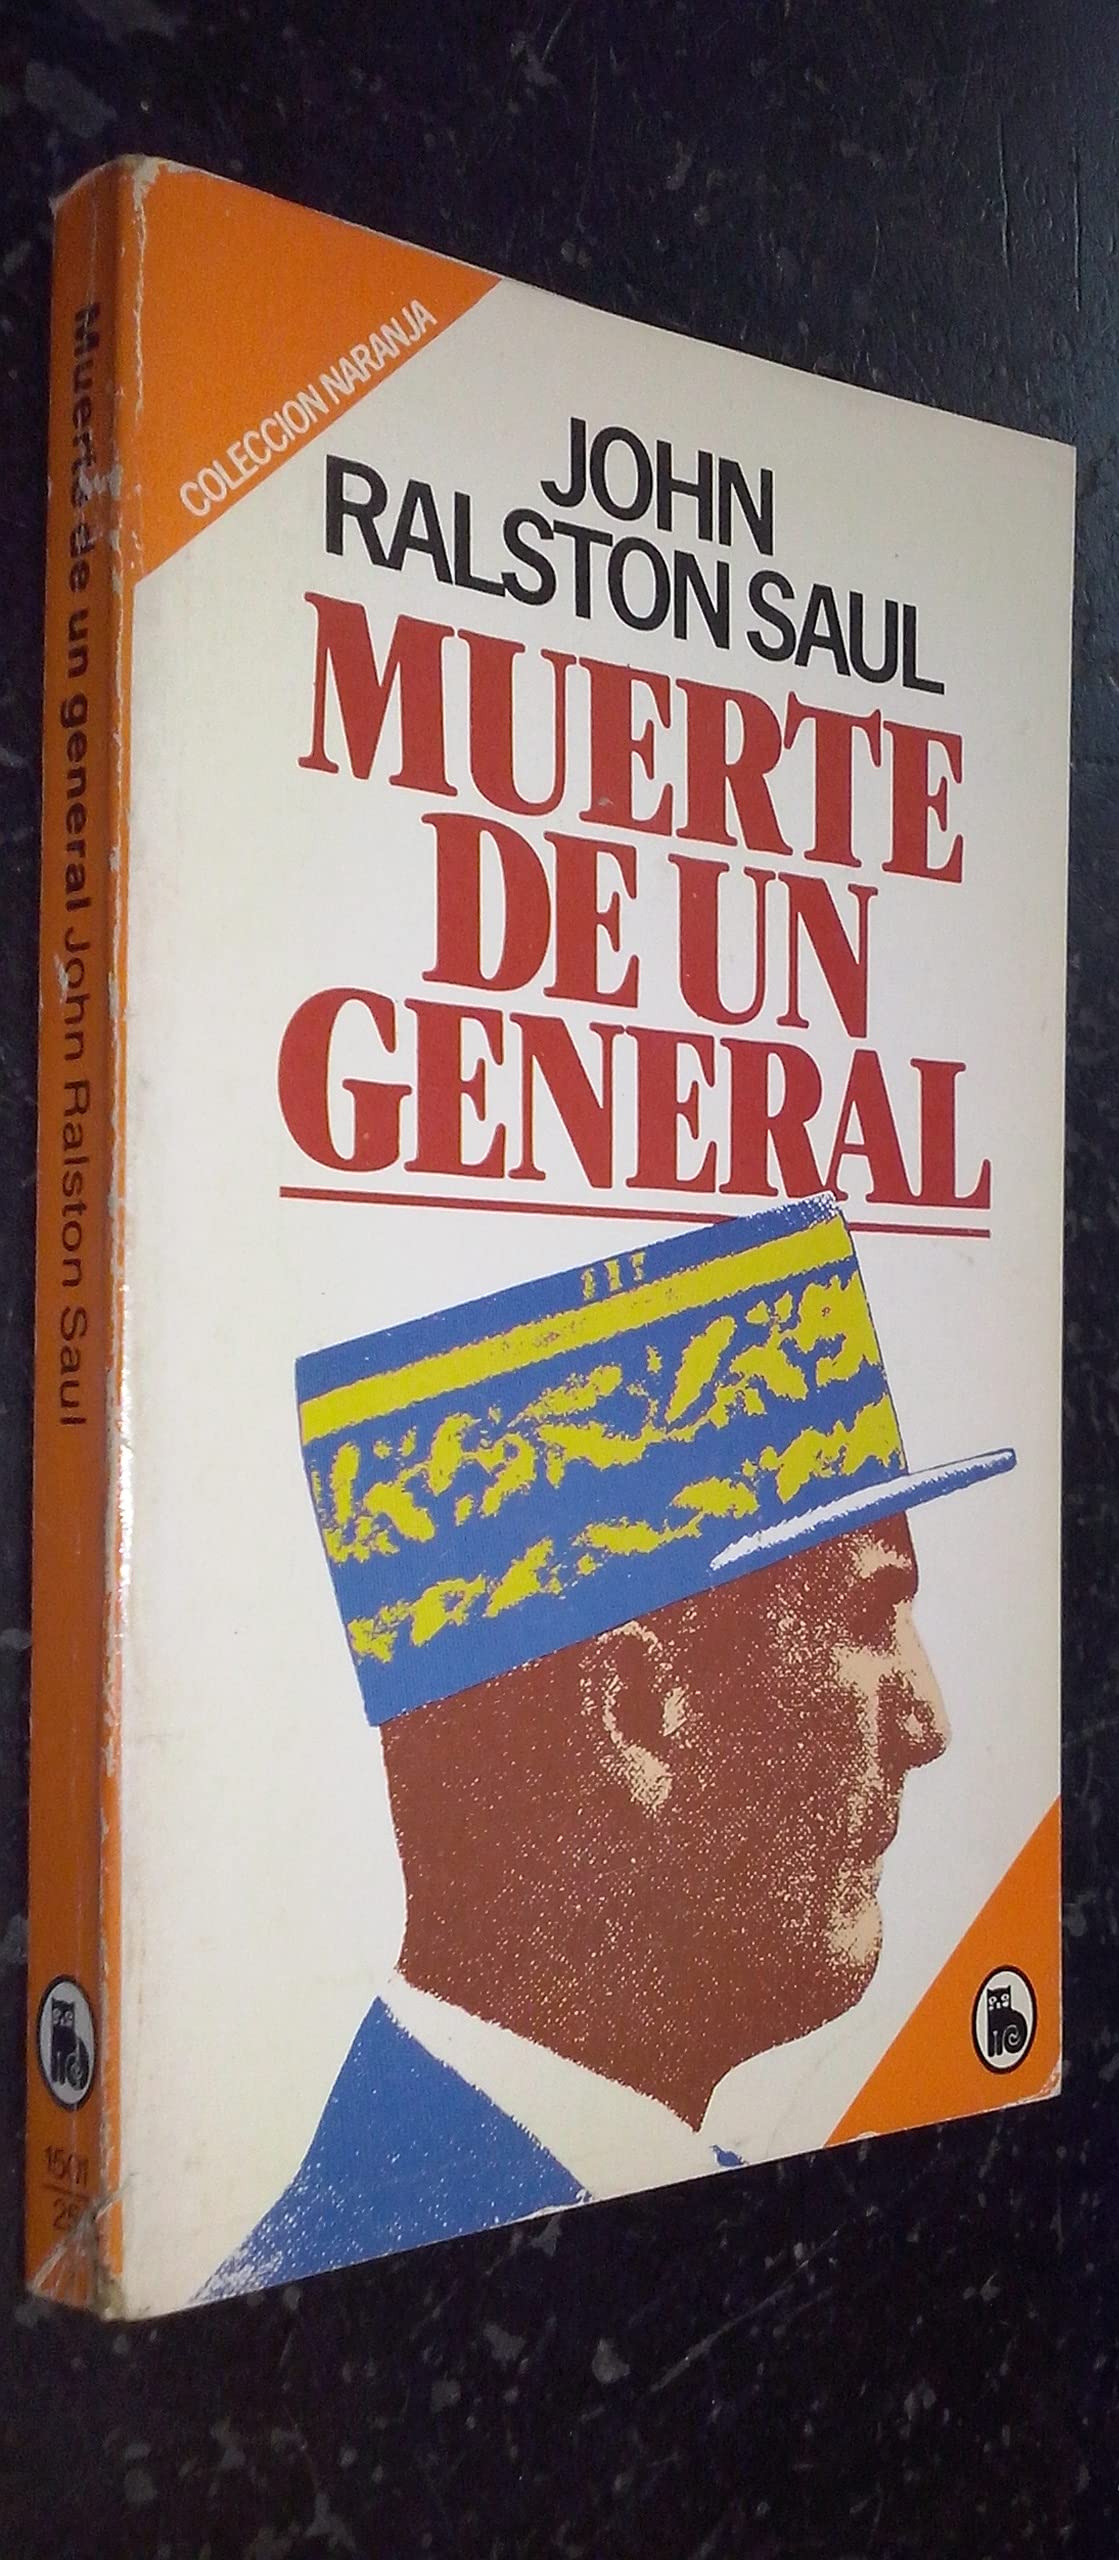 COLECCION NARANJA
JOHN
RALSTON SAUL
MUERTE
DE UN
GENERAL
Muerte de un general John Ralston Saul